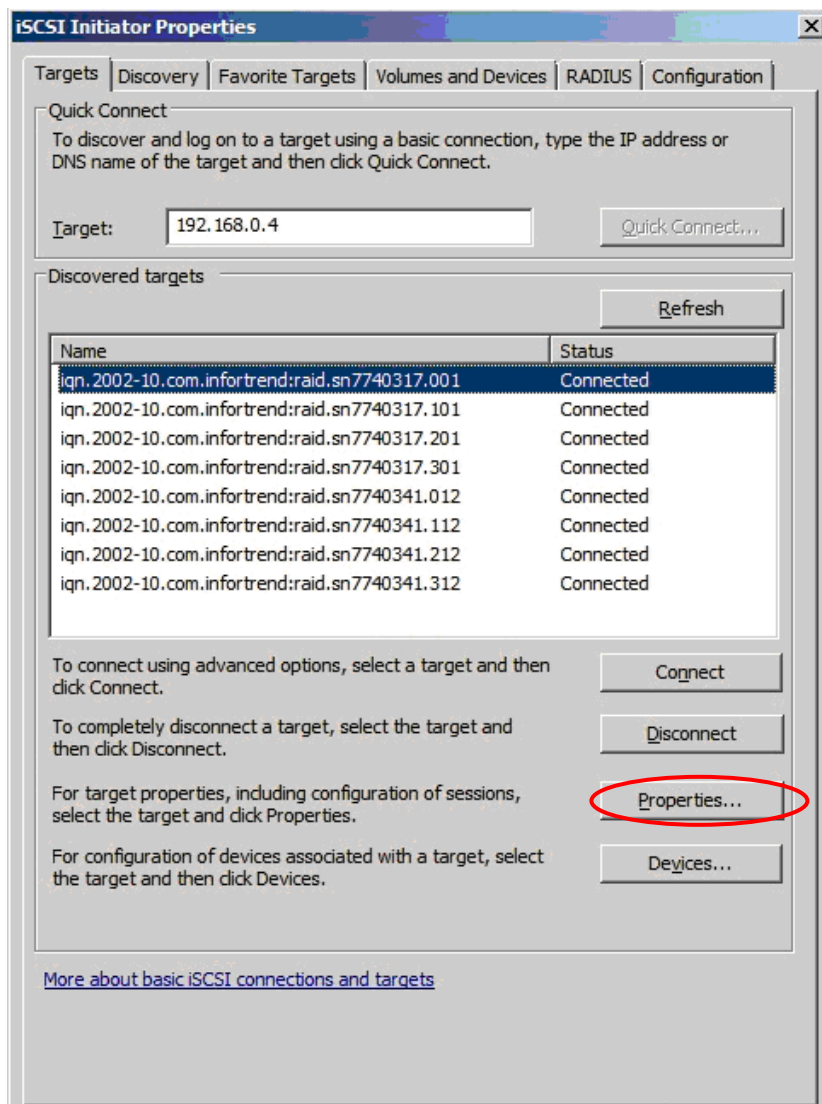 iSCSI Initiator Properties
Targets Discovery Favorite Targets Volumes and Devices RADIUS Configuration
Quick Connect
To discover and log on to a target using a basic connection, type the IP address or
DNS name of the target and then click Quick Connect.
Target: 192.168.0.4 Quick Connect...
Discovered targets
Refresh
Name Status
iqn.2002-10.com.infortrend:raid.sn7740317.001 Connected
iqn.2002-10.com.infortrend:raid.sn7740317.101 Connected
iqn.2002-10.com.infortrend:raid.sn7740317.201 Connected
iqn.2002-10.com.infortrend:raid.sn7740317.301 Connected
iqn.2002-10.com.infortrend:raid.sn7740341.012 Connected
iqn.2002-10.com.infortrend:raid.sn7740341.112 Connected
iqn.2002-10.com.infortrend:raid.sn7740341.212 Connected
iqn.2002-10.com.infortrend:raid.sn7740341.312 Connected
To connect using advanced options, select a target and then
click Connect.
Connect
To completely disconnect a target, select the target and
then click Disconnect.
Disconnect
For target properties, including configuration of sessions,
select the target and click Properties.
Properties...
For configuration of devices associated with a target, select
the target and then click Devices.
Devices...
More about basic iSCSI connections and targets